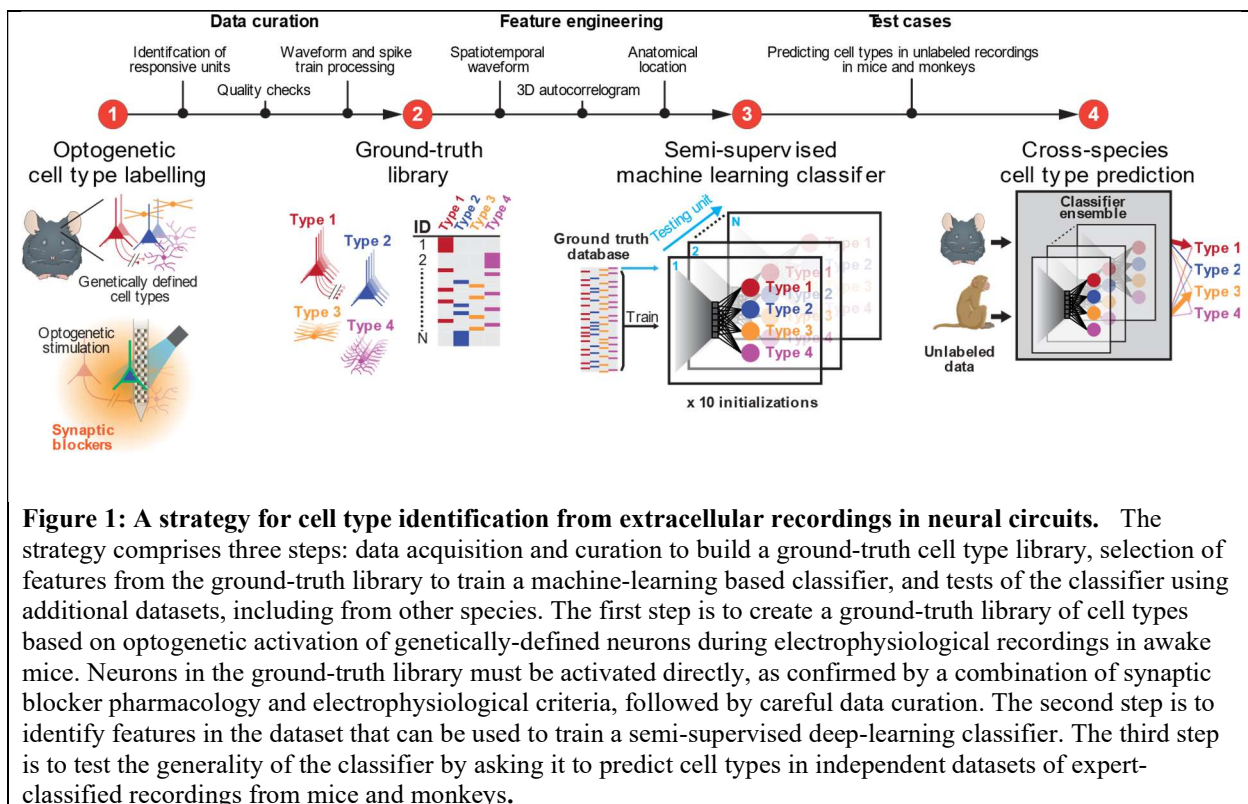 Data curation
Feature engineering
Test cases
Identifcation of
responsive units
Waveform and spike
train processing
Spatiotemporal
waveform
Anatomical
location
Predicting cell types in unlabeled recordings
in mice and monkeys
Quality checks
3D autocorrelogram
1
2
3
4
Optogenetic
cell type labelling
Ground-truth
library
Semi-supervised
machine learning classifer
Cross-species
cell type prediction
Genetically defined
cell types
Optogenetic
stimulation
Synaptic
blockers
Type 1
Type 2
Type 3
Type 4
ID
Type 1
Type 2
Type 3
Type 4
1
2
N
Ground truth
database
Testing unit
Train
1
2
N
Type 1
Type 2
Type 3
Type 4
Type 1
Type 2
Type 3
Type 4
Type 1
x 10 initializations
Unlabeled
data
Classifier
ensemble
Type 1
Type 2
Type 3
Type 4
Figure 1: A strategy for cell type identification from extracellular recordings in neural circuits. The
strategy comprises three steps: data acquisition and curation to build a ground-truth cell type library, selection of
features from the ground-truth library to train a machine-learning based classifier, and tests of the classifier using
additional datasets, including from other species. The first step is to create a ground-truth library of cell types
based on optogenetic activation of genetically-defined neurons during electrophysiological recordings in awake
mice. Neurons in the ground-truth library must be activated directly, as confirmed by a combination of synaptic
blocker pharmacology and electrophysiological criteria, followed by careful data curation. The second step is to
identify features in the dataset that can be used to train a semi-supervised deep-learning classifier. The third step
is to test the generality of the classifier by asking it to predict cell types in independent datasets of expert-
classified recordings from mice and monkeys.